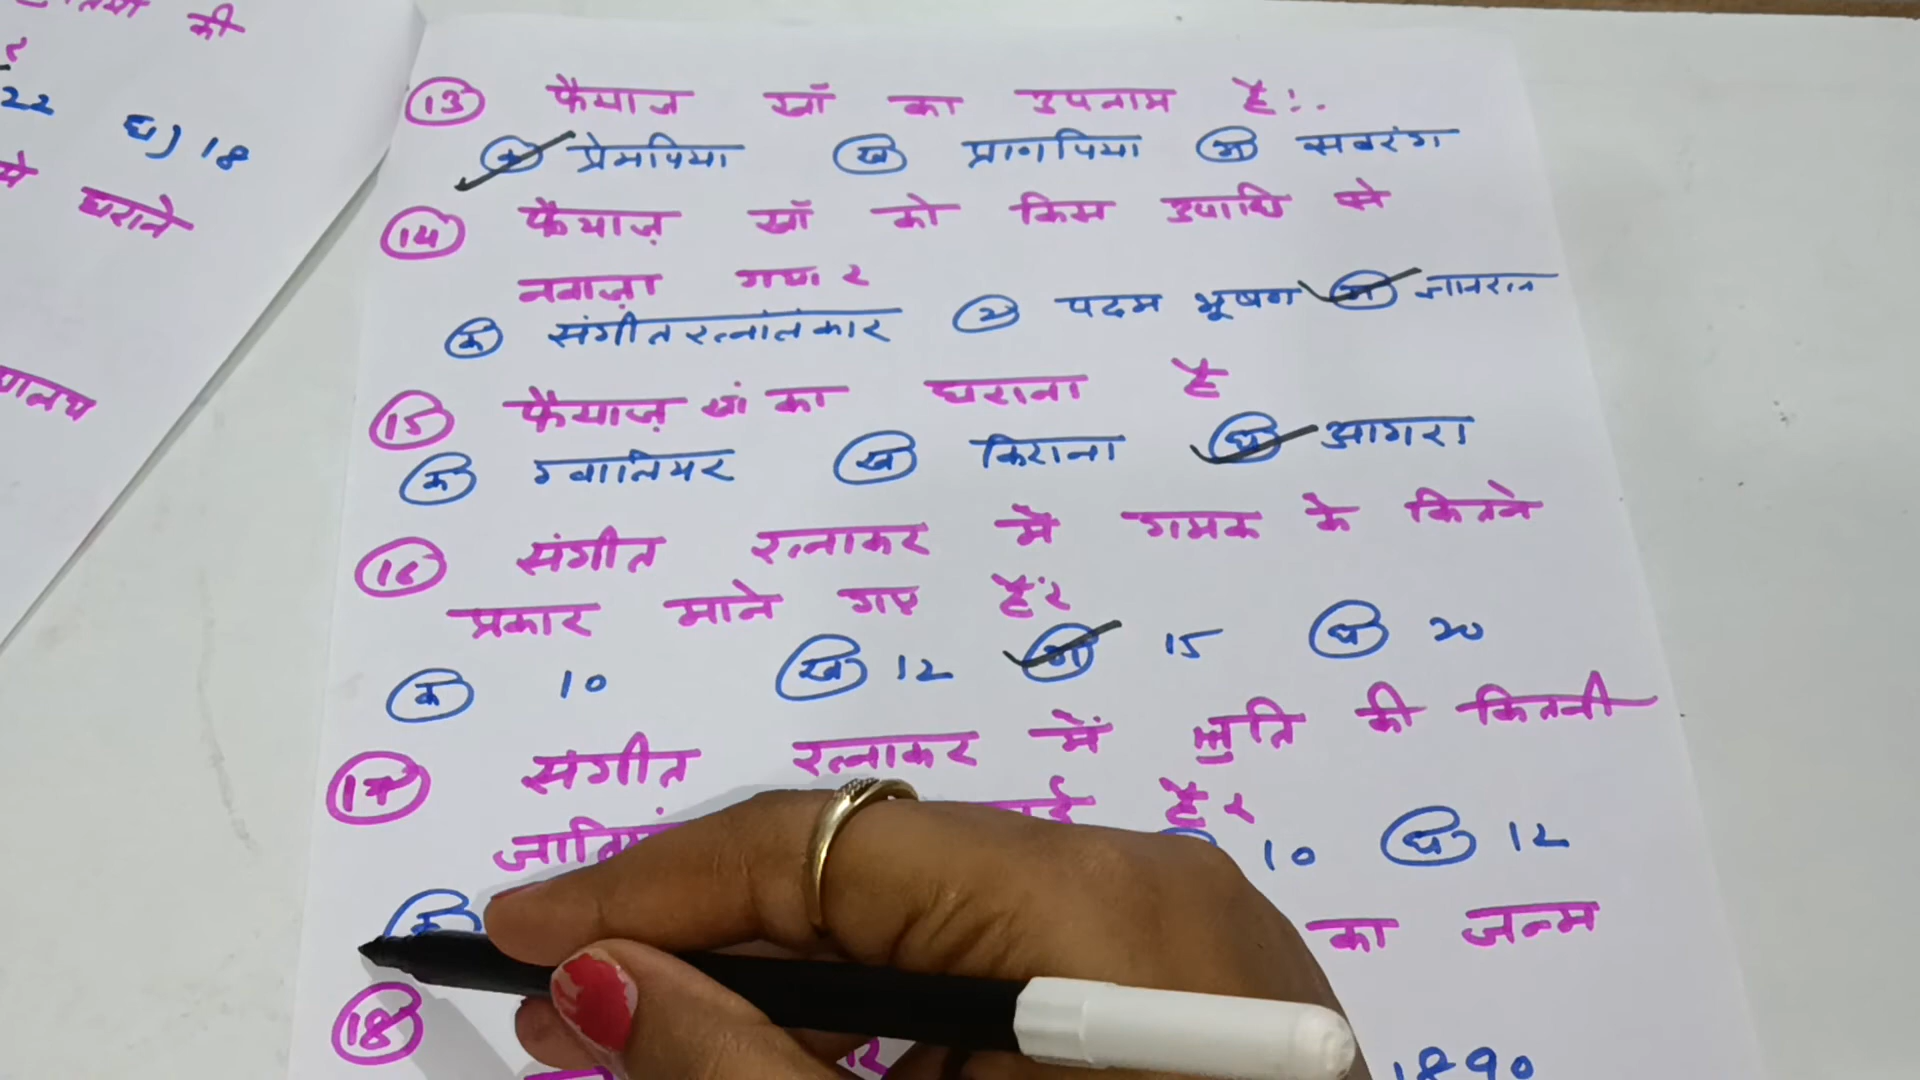 की
22 घ) 18
घराने
13 फैयाज खाँ का उपनाम है:.
क प्रेमपिया ख प्राणपिया ग सबरंग
14 फैयाज़ खाँ को किस उपाधि से
नवाज़ा गया?
क संगीत रत्नालंकार ख पदम भूषण ग ज्ञानरत्न
15 फैयाज़ खां का घराना है
क ग्वालियर ख किराना घ आगरा
16 संगीत रत्नाकर में गमक के कितने
प्रकार माने गए हैं?
क 10 ख 12 ग 15 घ 20
17 संगीत रत्नाकर में श्रुति की कितनी
है?
10 घ 12
क
का जन्म
18
1890